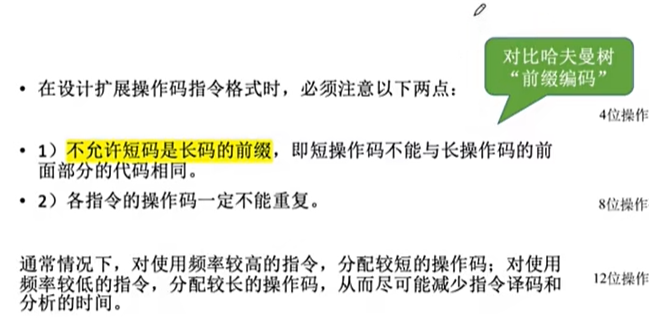 对比哈夫曼树
“前缀编码”
• 在设计扩展操作码指令格式时，必须注意以下两点：
4位操作
• 1）不允许短码是长码的前缀，即短操作码不能与长操作码的前
面部分的代码相同。
• 2）各指令的操作码一定不能重复。
8位操作
通常情况下，对使用频率较高的指令，分配较短的操作码；对使用
频率较低的指令，分配较长的操作码，从而尽可能减少指令译码和
分析的时间。
12位操作